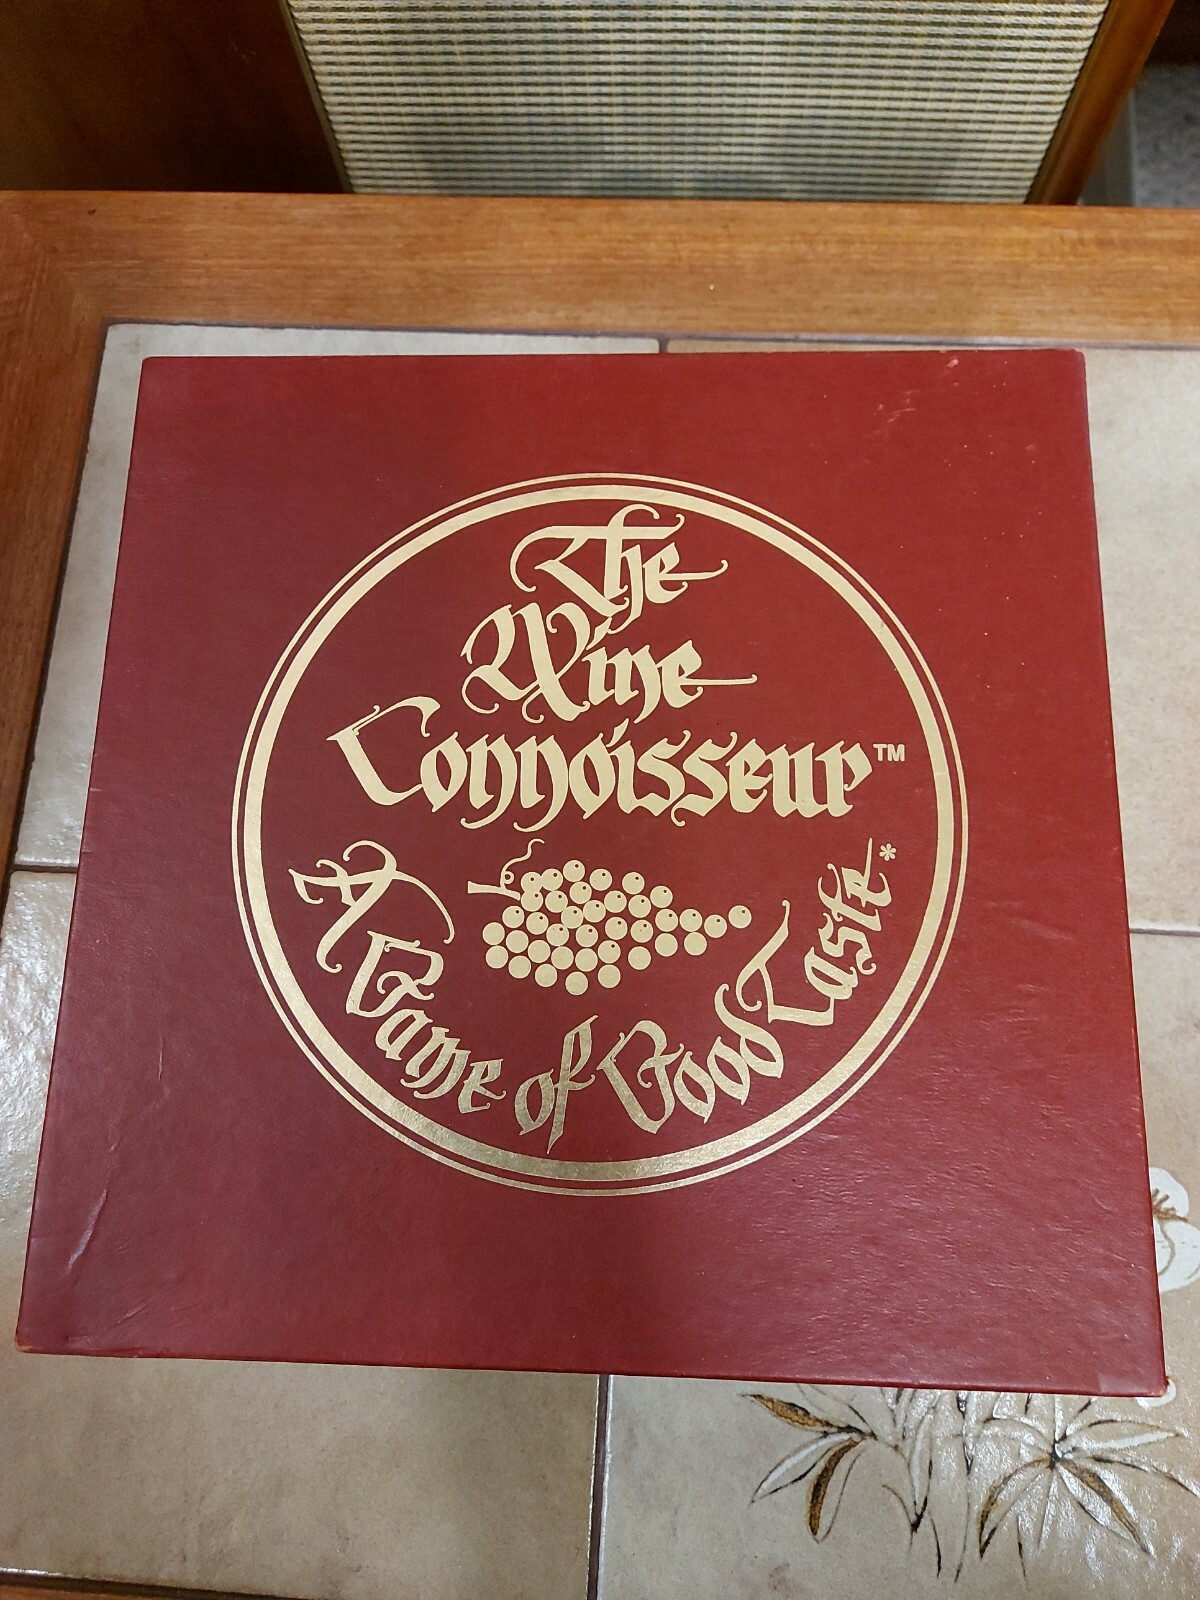 The
Wine
Connoisseur™
A Game of Good Taste.*